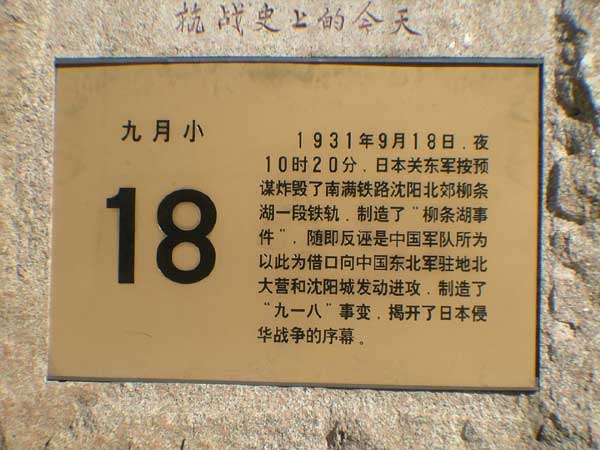 抗战史上的今天
九月小
18
1931年9月18日．夜
10时20分．日本关东军按预
谋炸毁了南满铁路沈阳北郊柳条
湖一段铁轨．制造了“柳条湖事
件”．随即反诬是中国军队所为
以此为借口向中国东北军驻地北
大营和沈阳城发动进攻．制造了
“九一八”事变．揭开了日本侵
华战争的序幕。